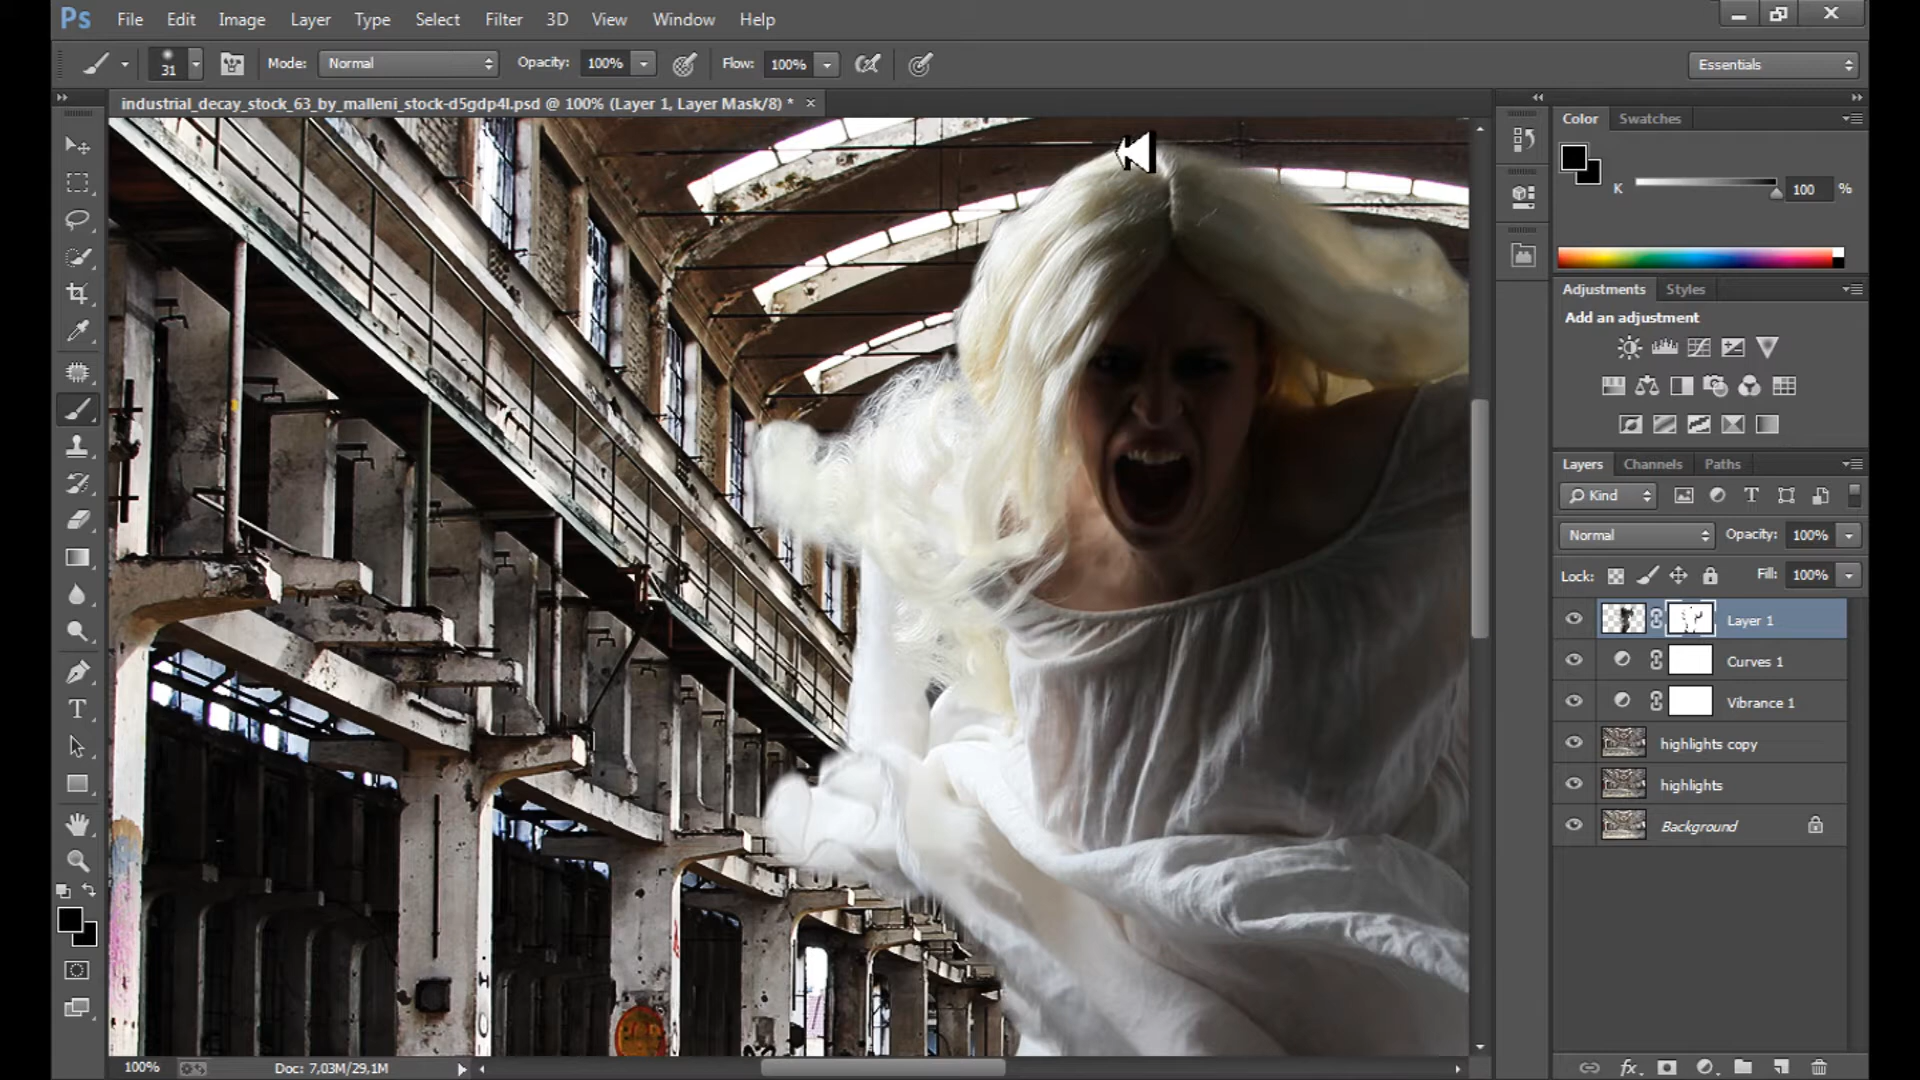 Ps File Edit Image Layer Type Select Filter 3D View Window Help
31 Mode: Normal Opacity: 100% Flow: 100% Essentials
industrial_decay_stock_63_by_malleni_stock-d5gdp4l.psd @ 100% (Layer 1, Layer Mask/8) *
Color Swatches
K 100 %
Adjustments Styles
Add an adjustment
Layers Channels Paths
Kind
Normal Opacity: 100%
Lock: Fill: 100%
Layer 1
Curves 1
Vibrance 1
highlights copy
highlights
Background
100% Doc: 7,03M/29,1M